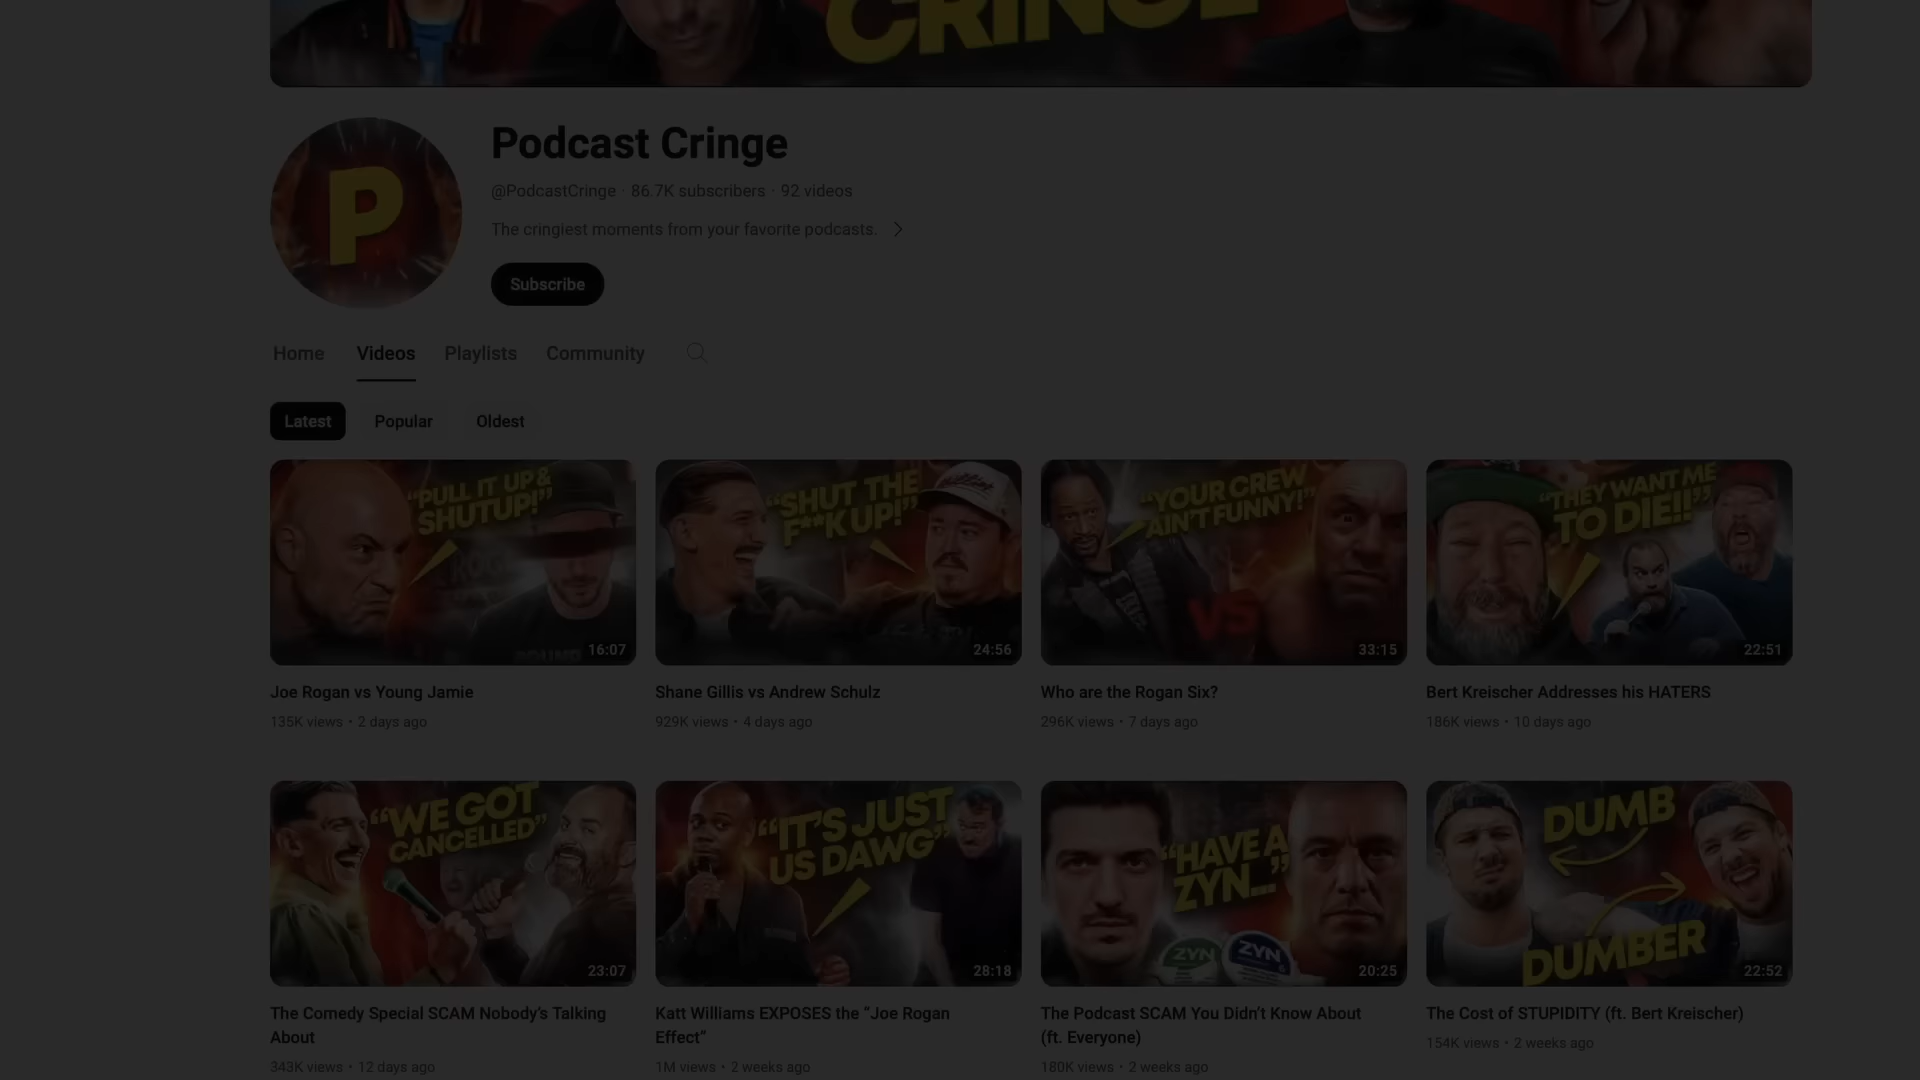 CRINGE
P
Podcast Cringe
@PodcastCringe · 86.7K subscribers · 92 videos
The cringiest moments from your favorite podcasts.
Subscribe
Home Videos Playlists Community
Latest Popular Oldest
“PULL IT UP &
SHUTUP!”
16:07
“SHUT THE
F**K UP!”
24:56
“YOUR CREW
AIN'T FUNNY!”
VS
33:15
“THEY WANT ME
TO DIE!!”
22:51
Joe Rogan vs Young Jamie
135K views • 2 days ago
Shane Gillis vs Andrew Schulz
929K views • 4 days ago
Who are the Rogan Six?
296K views • 7 days ago
Bert Kreischer Addresses his HATERS
186K views • 10 days ago
“WE GOT
CANCELLED”
23:07
“IT'S JUST
US DAWG”
28:18
“HAVE A
ZYN...”
ZYN
ZYN
20:25
DUMB
DUMBER
22:52
The Comedy Special SCAM Nobody's Talking
About
343K views • 12 days ago
Katt Williams EXPOSES the “Joe Rogan
Effect”
1M views • 2 weeks ago
The Podcast SCAM You Didn't Know About
(ft. Everyone)
180K views • 2 weeks ago
The Cost of STUPIDITY (ft. Bert Kreischer)
154K views • 2 weeks ago